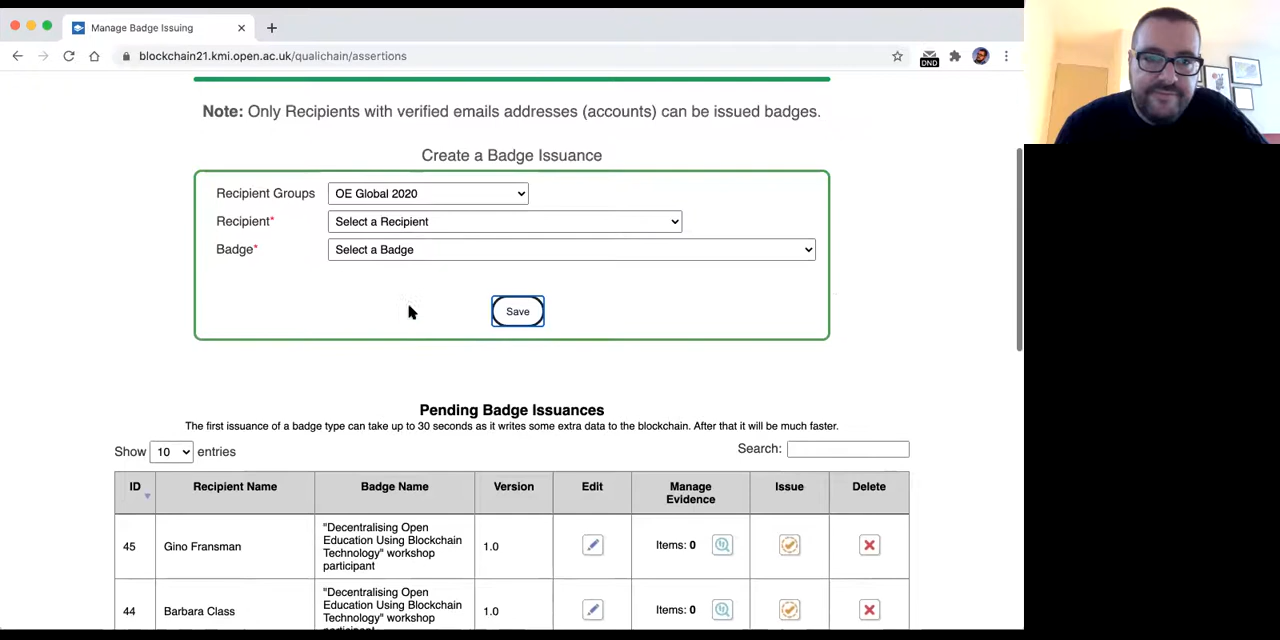 Manage Badge Issuing
blockchain21.kmi.open.ac.uk/qualichain/assertions
DND
Note: Only Recipients with verified emails addresses (accounts) can be issued badges.
Create a Badge Issuance
Recipient Groups OE Global 2020
Recipient* Select a Recipient
Badge* Select a Badge
Save
Pending Badge Issuances
The first issuance of a badge type can take up to 30 seconds as it writes some extra data to the blockchain. After that it will be much faster.
Show 10 entries Search:
ID Recipient Name Badge Name Version Edit Manage Evidence Issue Delete
45 Gino Fransman "Decentralising Open Education Using Blockchain Technology" workshop participant 1.0 Items: 0
44 Barbara Class "Decentralising Open Education Using Blockchain Technology" workshop participant 1.0 Items: 0